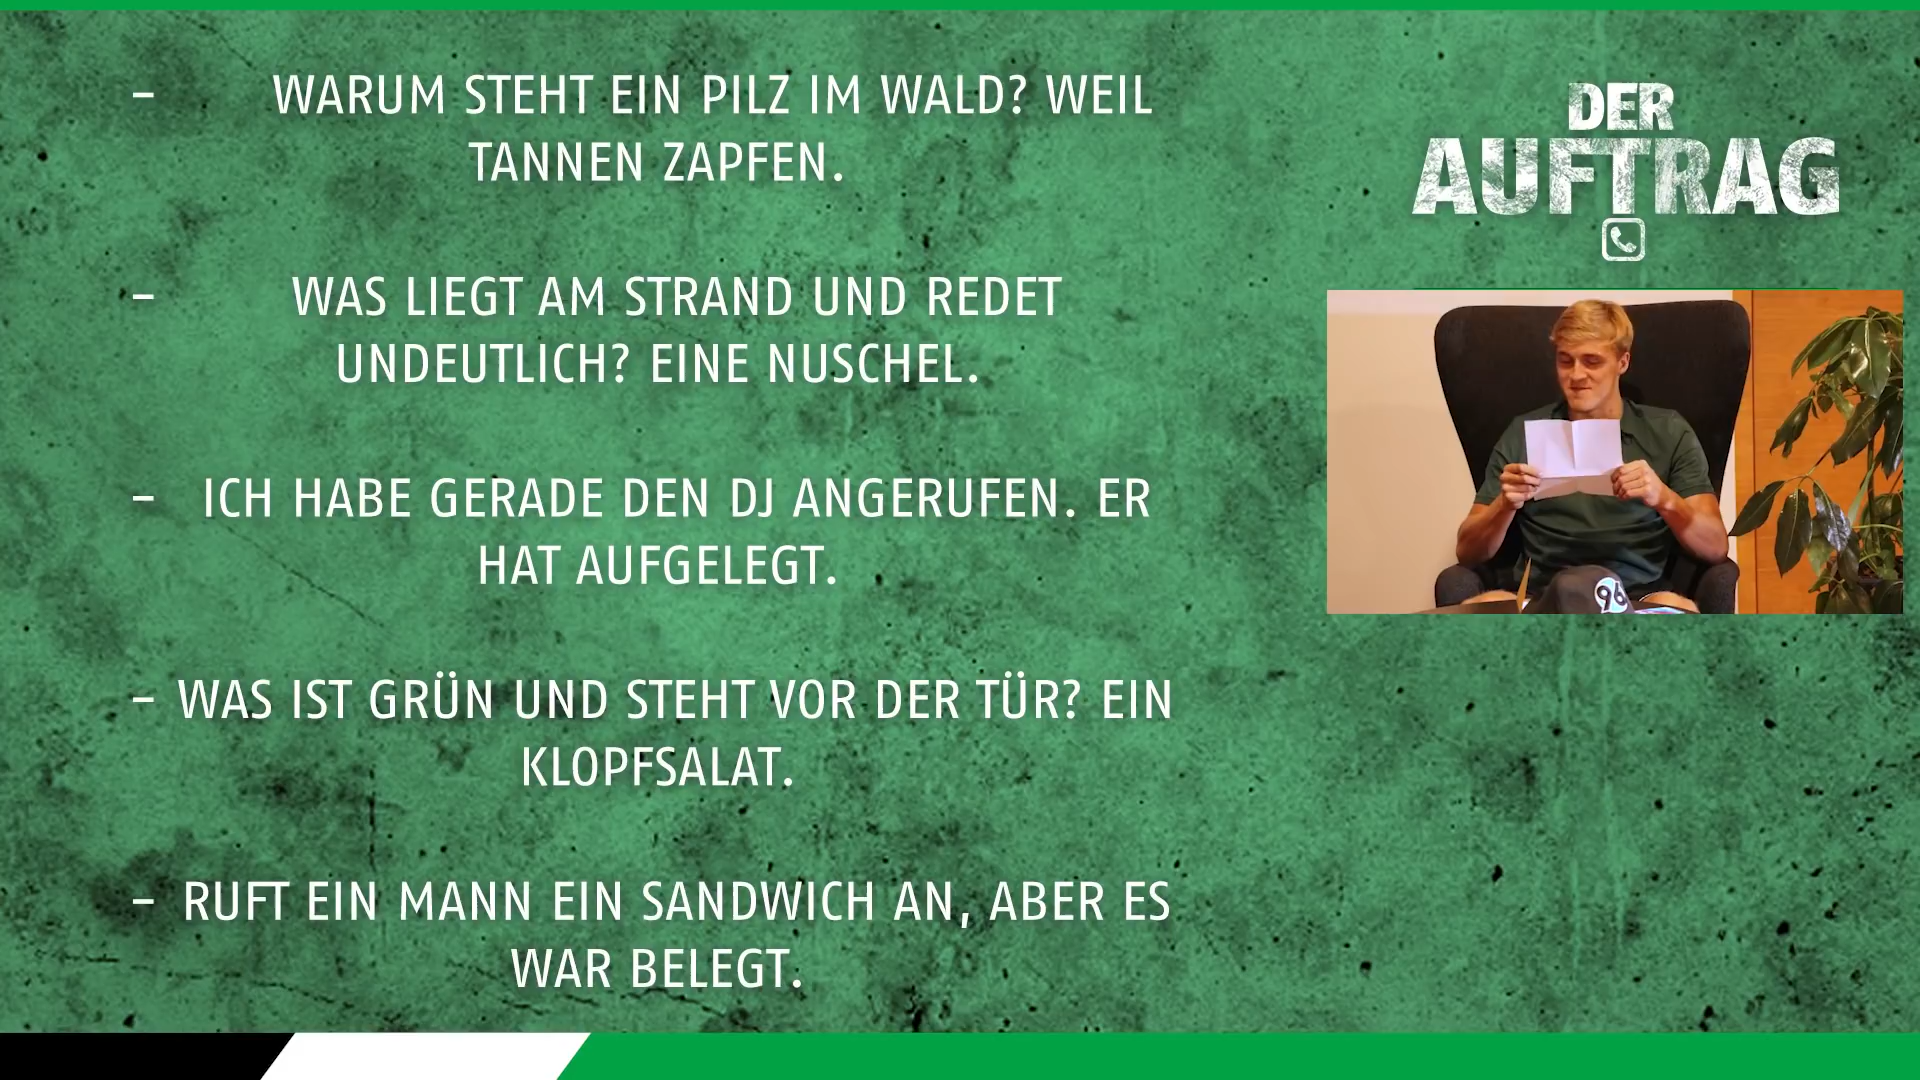 – WARUM STEHT EIN PILZ IM WALD? WEIL
TANNEN ZAPFEN.
– WAS LIEGT AM STRAND UND REDET
UNDEUTLICH? EINE NUSCHEL.
– ICH HABE GERADE DEN DJ ANGERUFEN. ER
HAT AUFGELEGT.
– WAS IST GRÜN UND STEHT VOR DER TÜR? EIN
KLOPFSALAT.
– RUFT EIN MANN EIN SANDWICH AN, ABER ES
WAR BELEGT.
DER
AUFTRAG
96